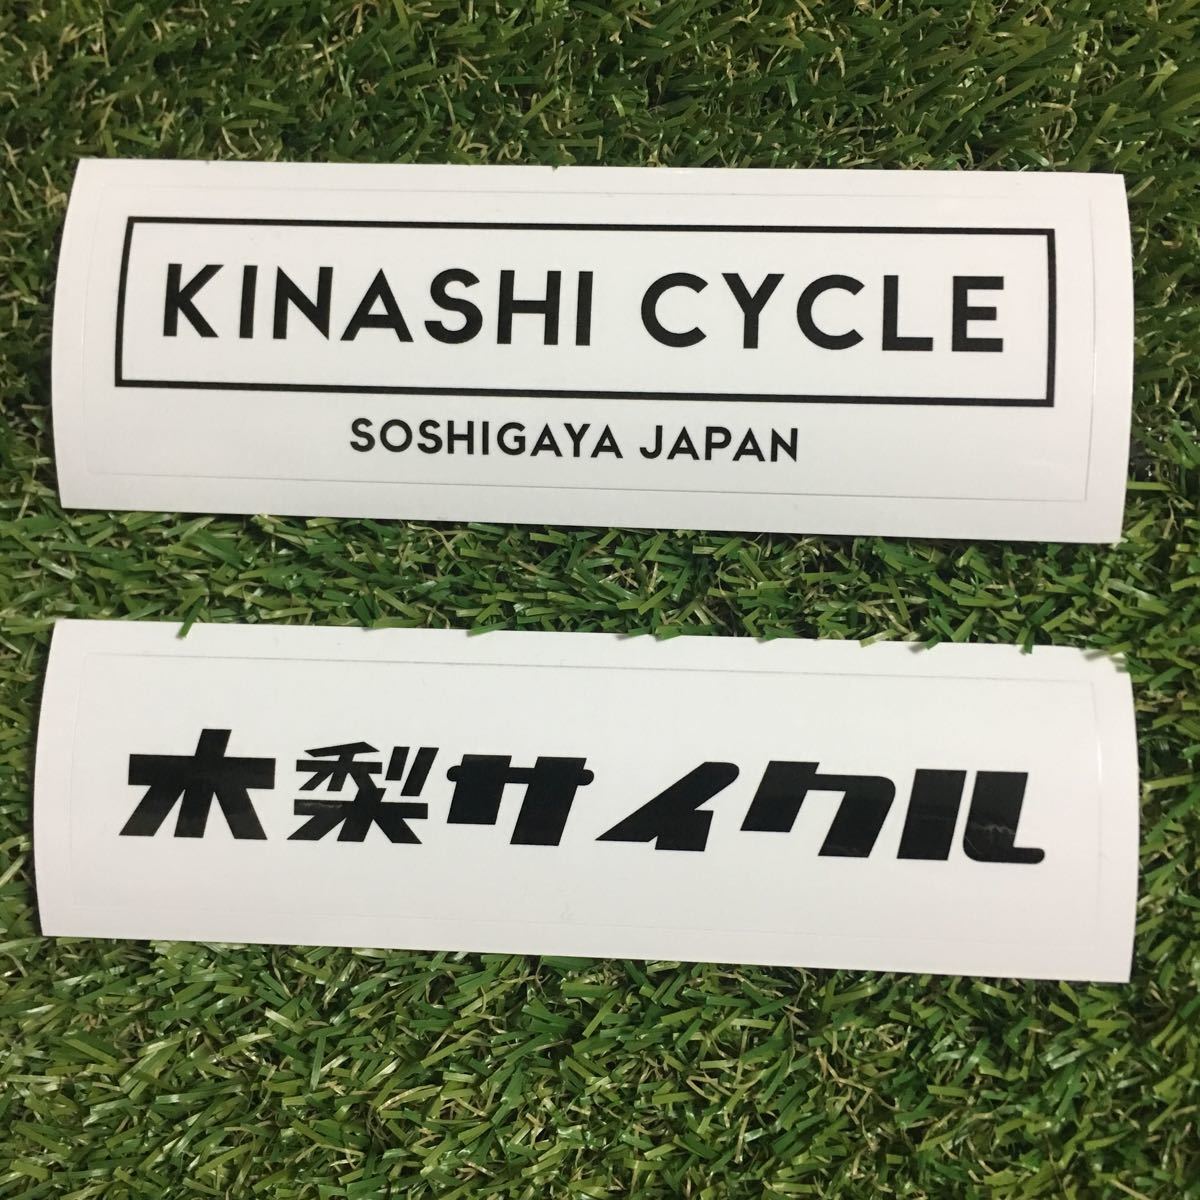 KINASHI CYCLE
SOSHIGAYA JAPAN
木梨サイクル